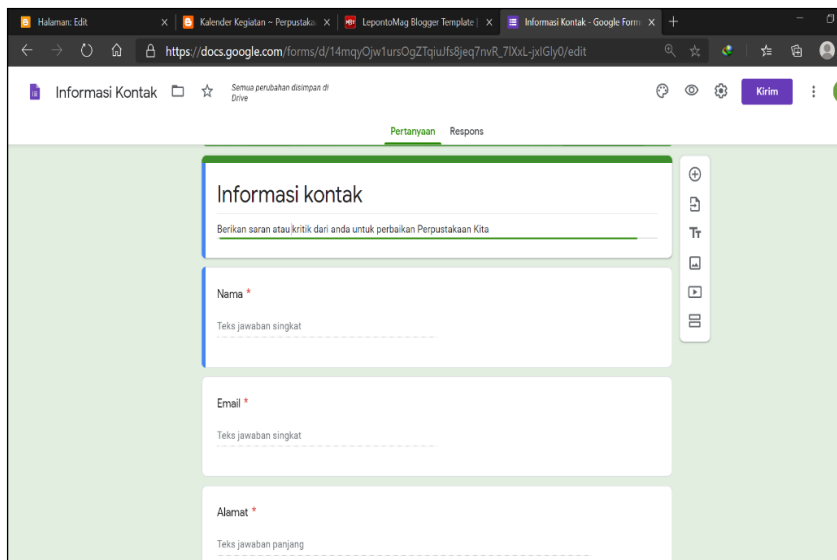 Halaman: Edit
Kalender Kegiatan ~ Perpustaka
LepontoMag Blogger Template |
Informasi Kontak - Google Form
https://docs.google.com/forms/d/14mqyOjw1ursOgZTqiuJfs8jeq7nvR_7lXxL-jxIGly0/edit
Informasi Kontak
Semua perubahan disimpan di
Drive
Kirim
Pertanyaan Respons
Informasi kontak
Berikan saran atau kritik dari anda untuk perbaikan Perpustakaan Kita
Nama *
Teks jawaban singkat
Email *
Teks jawaban singkat
Alamat *
Teks jawaban panjang